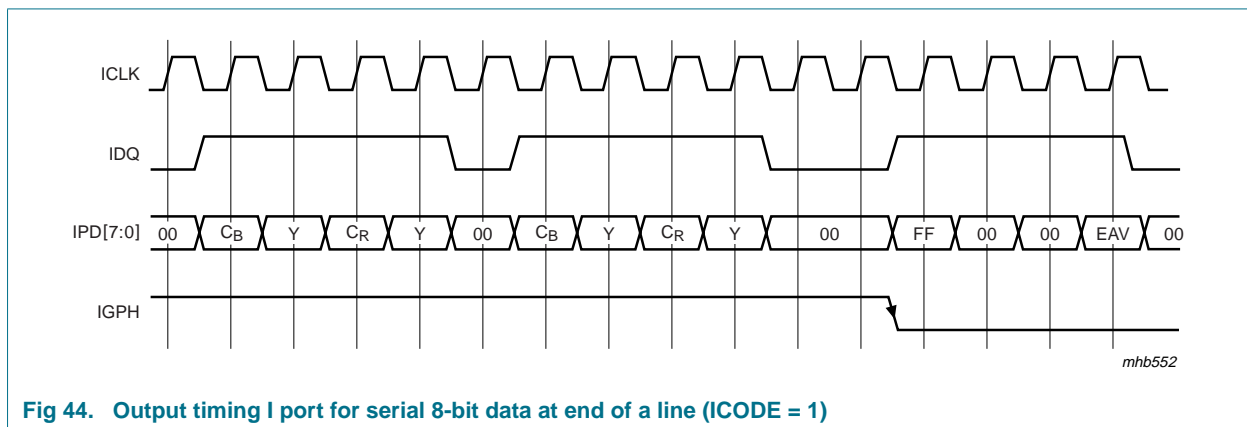 ICLK
IDQ
IPD[7:0] 00 CB Y CR Y 00 CB Y CR Y 00 FF 00 00 EAV 00
IGPH
mhb552
Fig 44. Output timing I port for serial 8-bit data at end of a line (ICODE = 1)